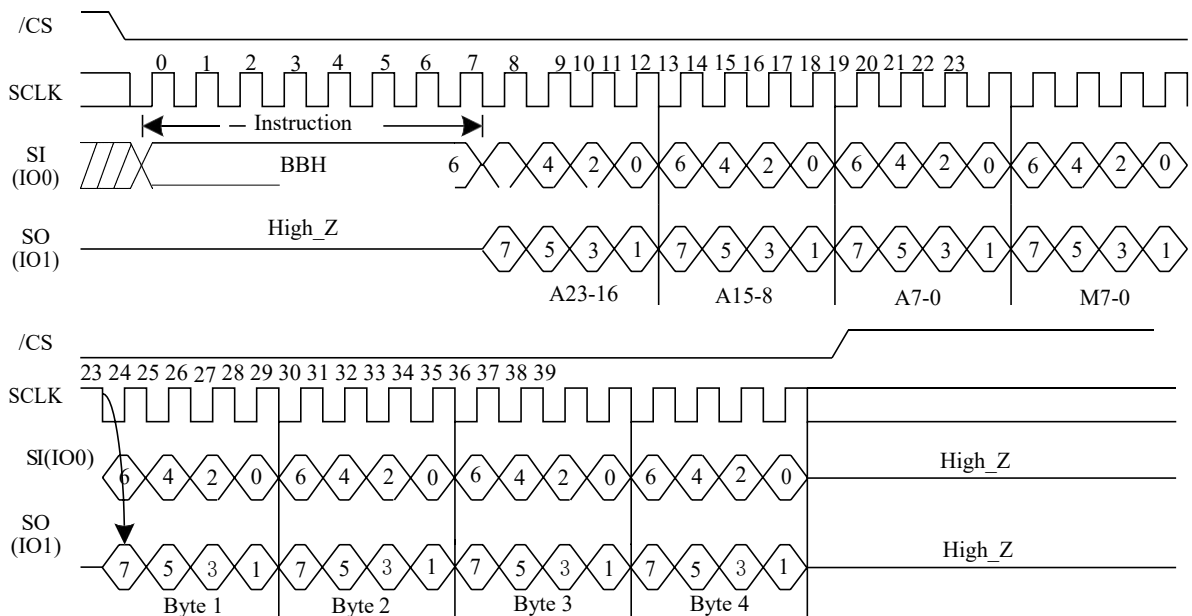 /CS
0 1 2 3 4 5 6 7 8 9 10 11 12 13 14 15 16 17 18 19 20 21 22 23
SCLK
Instruction
SI
(IO0)
BBH
6 4 2 0 6 4 2 0 6 4 2 0 6 4 2 0
High_Z
SO
(IO1)
7 5 3 1 7 5 3 1 7 5 3 1 7 5 3 1
A23-16 A15-8 A7-0 M7-0
/CS
23 24 25 26 27 28 29 30 31 32 33 34 35 36 37 38 39
SCLK
SI(IO0)
6 4 2 0 6 4 2 0 6 4 2 0 6 4 2 0
High_Z
SO
(IO1)
7 5 3 1 7 5 3 1 7 5 3 1 7 5 3 1
High_Z
Byte 1 Byte 2 Byte 3 Byte 4